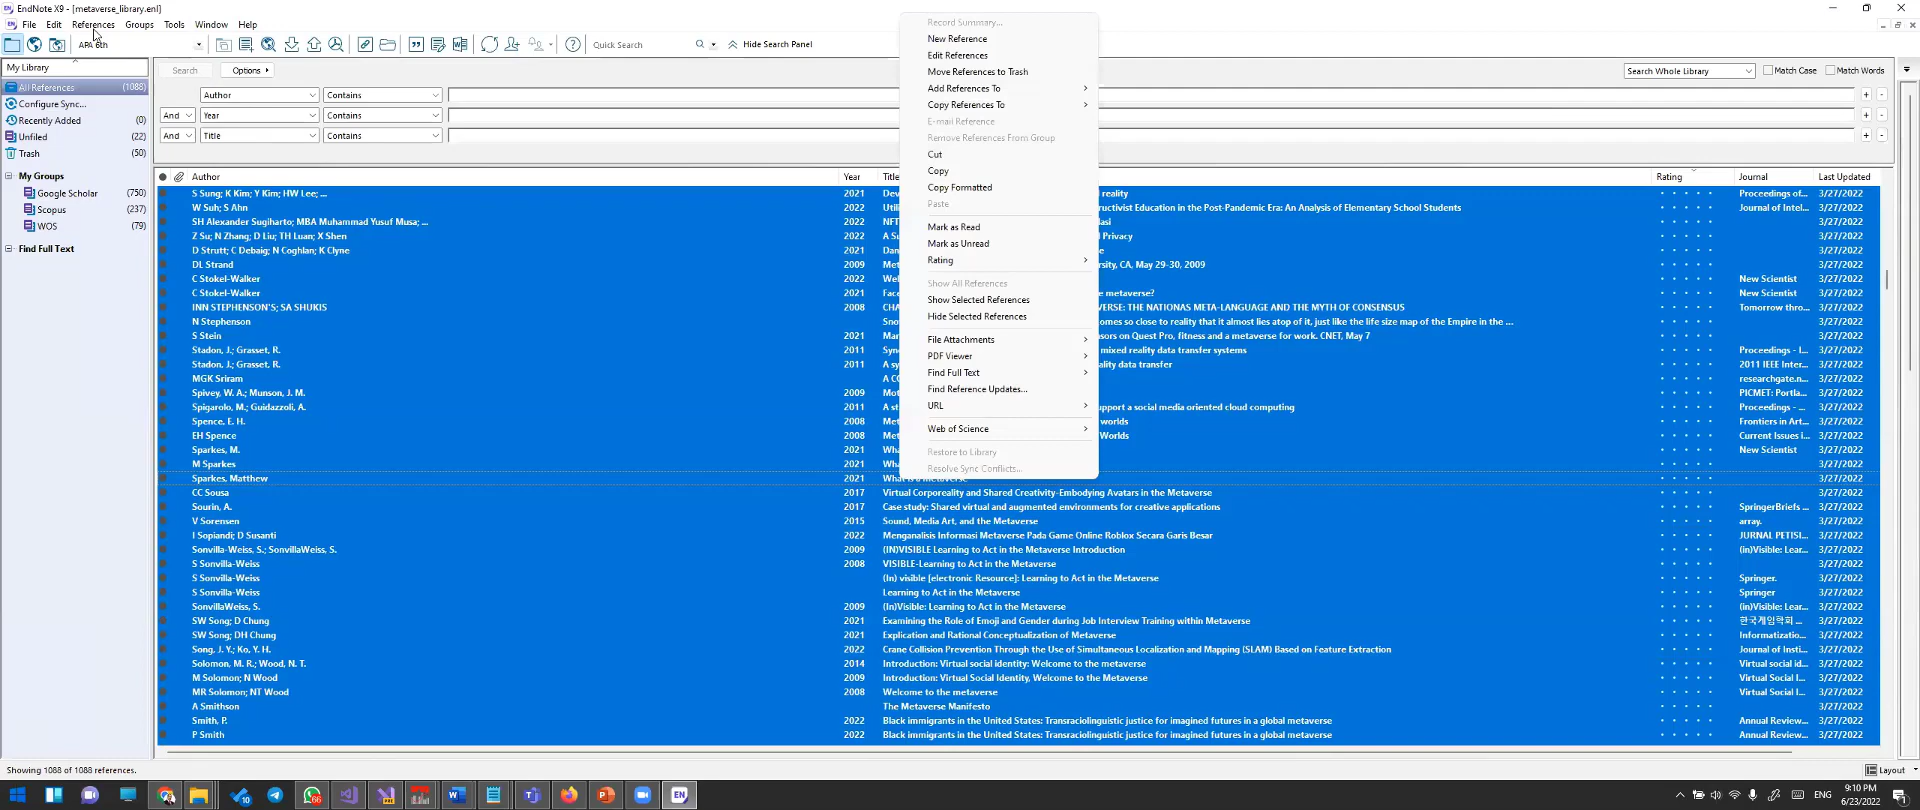 EndNote X9 - [metaverse_library.enl]
File Edit References Groups Tools Window Help
APA 6th Quick Search Hide Search Panel
My Library
All References (1088)
Configure Sync...
Recently Added (0)
Unfiled (22)
Trash (50)
My Groups
Google Scholar (750)
Scopus (237)
WOS (79)
Find Full Text
Search Options Search Whole Library Match Case Match Words
Author Contains
And Year Contains
And Title Contains
Author Year Rating Journal Last Updated
S Sung; K Kim; Y Kim; HW Lee; ... 2021 reality Proceedings of... 3/27/2022
W Suh; S Ahn 2022 Utili tructivist Education in the Post-Pandemic Era: An Analysis of Elementary School Students Journal of Intel... 3/27/2022
SH Alexander Sugiharto; MBA Muhammad Yusuf Musa; ... 2022 NFT 3/27/2022
Z Su; N Zhang; D Liu; TH Luan; X Shen 2022 A Su Privacy 3/27/2022
D Strutt; C Debaig; N Coghlan; K Clyne 2021 Dan 3/27/2022
DL Strand 2009 Met rsity, CA, May 29-30, 2009 3/27/2022
C Stokel-Walker 2022 Wel New Scientist 3/27/2022
C Stokel-Walker 2021 Face e metaverse? New Scientist 3/27/2022
INN STEPHENSON'S; SA SHUKIS 2008 CHA VERSE: THE NATIONAS META-LANGUAGE AND THE MYTH OF CONSENSUS Tomorrow thro... 3/27/2022
N Stephenson Snow omes so close to reality that it almost lies atop of it, just like the life size map of the Empire in the ... 3/27/2022
S Stein 2021 Mar nsors on Quest Pro, fitness and a metaverse for work. CNET, May 7 3/27/2022
Stadon, J.; Grasset, R. 2011 Sync mixed reality data transfer systems Proceedings - I... 3/27/2022
Stadon, J.; Grasset, R. 2011 A sy lity data transfer 2011 IEEE Inter... 3/27/2022
MGK Sriram A CO researchgate.n... 3/27/2022
Spivey, W. A.; Munson, J. M. 2009 Mot PICMET: Portla... 3/27/2022
Spigarolo, M.; Guidazzoli, A. 2011 A st upport a social media oriented cloud computing Proceedings - ... 3/27/2022
Spence, E. H. 2008 Met worlds Frontiers in Art... 3/27/2022
EH Spence 2008 Met Worlds Current Issues i... 3/27/2022
Sparkes, M. 2021 Wha New Scientist 3/27/2022
M Sparkes 2021 Wha 3/27/2022
Sparkes, Matthew 2021 What is a metaverse 3/27/2022
CC Sousa 2017 Virtual Corporeality and Shared Creativity-Embodying Avatars in the Metaverse 3/27/2022
Sourin, A. 2017 Case study: Shared virtual and augmented environments for creative applications SpringerBriefs ... 3/27/2022
V Sorensen 2015 Sound, Media Art, and the Metaverse array. 3/27/2022
I Sopiandi; D Susanti 2022 Menganalisis Informasi Metaverse Pada Game Online Roblox Secara Garis Besar JURNAL PETISI... 3/27/2022
Sonvilla-Weiss, S.; SonvillaWeiss, S. 2009 (IN)VISIBLE Learning to Act in the Metaverse Introduction (in)Visible: Lear... 3/27/2022
S Sonvilla-Weiss 2008 VISIBLE-Learning to Act in the Metaverse 3/27/2022
S Sonvilla-Weiss (In) visible [electronic Resource]: Learning to Act in the Metaverse Springer. 3/27/2022
S Sonvilla-Weiss Learning to Act in the Metaverse Springer 3/27/2022
SonvillaWeiss, S. 2009 (In)Visible: Learning to Act in the Metaverse (in)Visible: Lear... 3/27/2022
SW Song; D Chung 2021 Examining the Role of Emoji and Gender during Job Interview Training within Metaverse 한국게임학회 ... 3/27/2022
SW Song; DH Chung 2021 Explication and Rational Conceptualization of Metaverse Informatizatio... 3/27/2022
Song, J. Y.; Ko, Y. H. 2022 Crane Collision Prevention Through the Use of Simultaneous Localization and Mapping (SLAM) Based on Feature Extraction Journal of Insti... 3/27/2022
Solomon, M. R.; Wood, N. T. 2014 Introduction: Virtual social identity: Welcome to the metaverse Virtual social id... 3/27/2022
M Solomon; N Wood 2009 Introduction: Virtual Social Identity, Welcome to the Metaverse Virtual Social I... 3/27/2022
MR Solomon; NT Wood 2008 Welcome to the metaverse Virtual Social I... 3/27/2022
A Smithson The Metaverse Manifesto 3/27/2022
Smith, P. 2022 Black immigrants in the United States: Transraciolinguistic justice for imagined futures in a global metaverse Annual Review... 3/27/2022
P Smith 2022 Black immigrants in the United States: Transraciolinguistic justice for imagined futures in a global metaverse Annual Review... 3/27/2022
Record Summary...
New Reference
Edit References
Move References to Trash
Add References To
Copy References To
E-mail Reference
Remove References From Group
Cut
Copy
Copy Formatted
Paste
Mark as Read
Mark as Unread
Rating
Show All References
Show Selected References
Hide Selected References
File Attachments
PDF Viewer
Find Full Text
Find Reference Updates...
URL
Web of Science
Restore to Library
Resolve Sync Conflicts...
Showing 1088 of 1088 references. Layout
ENG 9:10 PM
6/23/2022